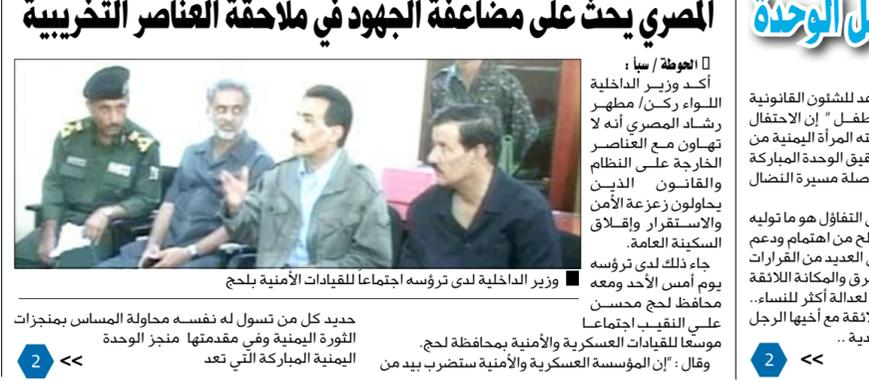 المصري يحث على مضاعفة الجهود في ملاحقة العناصر التخريبية
الحوطة / سبأ :
أكـد وزيـر الداخلية
اللـواء ركـن/ مطهـر
رشـاد المصري أنه لا
تهـاون مـع العناصـر
الخارجة علـى النظام
والقانـون الذيـن
يحاولون زعزعة الأمن
والاسـتقرار وإقـلاق
السكينة العامة.
جاء ذلك لدى ترؤسه
يوم أمس الأحد ومعه
محافظ لحج محسـن
علـي النقيـب اجتماعـا
موسعا للقيادات العسكرية والأمنية بمحافظة لحج.
وقال : "إن المؤسسة العسكرية والأمنية ستضرب بيد من
وزير الداخلية لدى ترؤسه اجتماعاً للقيادات الأمنية بلحج
حديد كل من تسول له نفسـه محاولة المساس بمنجزات
الثورة اليمنية وفي مقدمتها منجز الوحدة
اليمنية المباركة التي تعد
>> 2
ل الوحدة
عد للشئون القانونية
طفـل " إن الاحتفال
ته المرأة اليمنية من
قيق الوحدة المباركة
صلة مسيرة النضال
ى التفاؤل هو ما توليه
لح من اهتمام ودعم
ى العديد من القرارات
رق والمكانة اللائقة
لعدالة أكثر للنساء..
لائقة مع أخيها الرجل
دية ..
>> 2